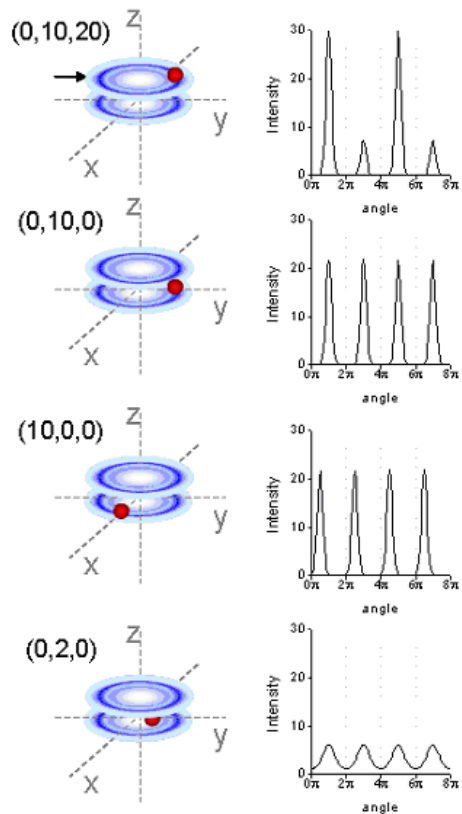 (0,10,20)
z
y
x
Intensity
30
20
10
0
0π 2π 4π 6π 8π
angle
(0,10,0)
z
y
x
Intensity
30
20
10
0
0π 2π 4π 6π 8π
angle
(10,0,0)
z
y
x
Intensity
30
20
10
0
0π 2π 4π 6π 8π
angle
(0,2,0)
z
y
x
Intensity
30
20
10
0
0π 2π 4π 6π 8π
angle